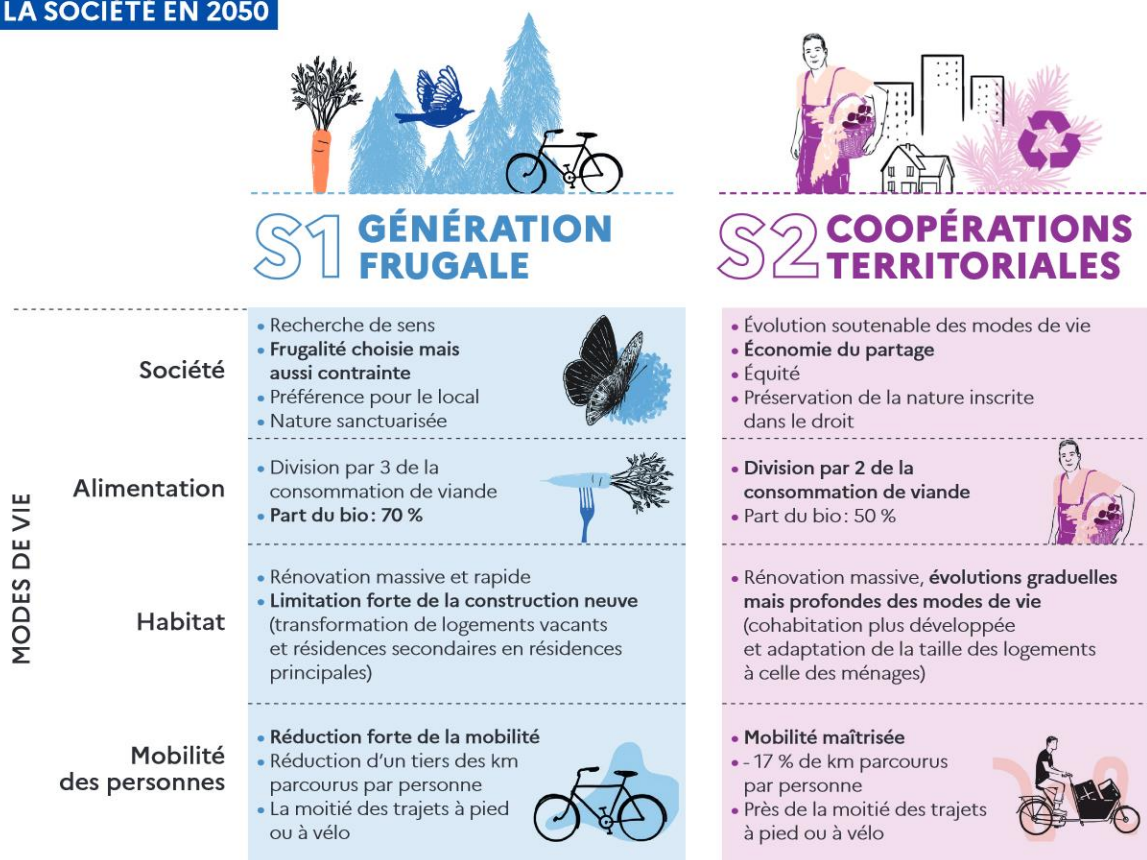 LA SOCIÉTÉ EN 2050
S1 GÉNÉRATION
FRUGALE
S2 COOPÉRATIONS
TERRITORIALES
MODES DE VIE
Société
• Recherche de sens
• Frugalité choisie mais
aussi contrainte
• Préférence pour le local
• Nature sanctuarisée
• Évolution soutenable des modes de vie
• Économie du partage
• Équité
• Préservation de la nature inscrite
dans le droit
Alimentation
• Division par 3 de la
consommation de viande
• Part du bio : 70 %
• Division par 2 de la
consommation de viande
• Part du bio : 50 %
Habitat
• Rénovation massive et rapide
• Limitation forte de la construction neuve
(transformation de logements vacants
et résidences secondaires en résidences
principales)
• Rénovation massive, évolutions graduelles
mais profondes des modes de vie
(cohabitation plus développée
et adaptation de la taille des logements
à celle des ménages)
Mobilité
des personnes
• Réduction forte de la mobilité
• Réduction d'un tiers des km
parcourus par personne
• La moitié des trajets à pied
ou à vélo
• Mobilité maîtrisée
• - 17 % de km parcourus
par personne
• Près de la moitié des trajets
à pied ou à vélo